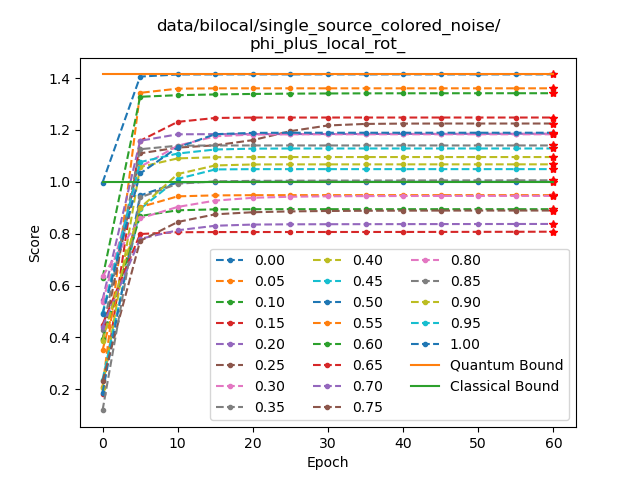 data/bilocal/single_source_colored_noise/
phi_plus_local_rot_
Score
1.4
1.2
1.0
0.8
0.6
0.4
0.2
0.00 0.40 0.80
0.05 0.45 0.85
0.10 0.50 0.90
0.15 0.55 0.95
0.20 0.60 1.00
0.25 0.65 Quantum Bound
0.30 0.70 Classical Bound
0.35 0.75
0 10 20 30 40 50 60
Epoch